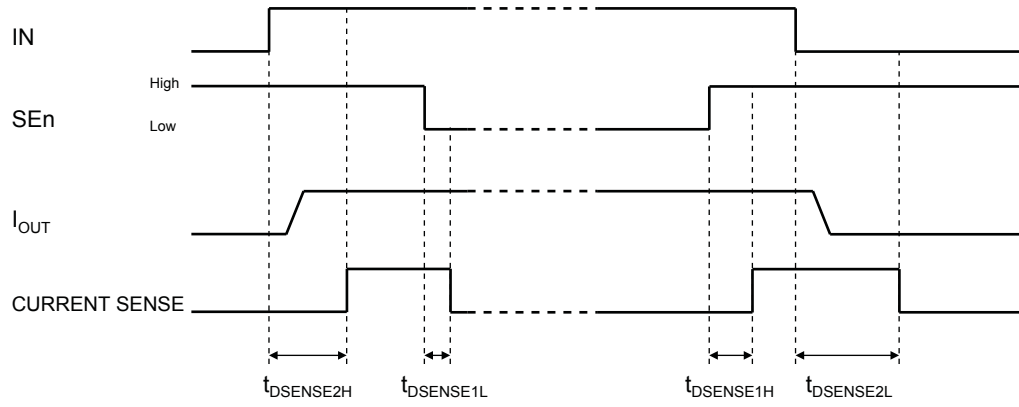 IN
High
SEn
Low
IOUT
CURRENT SENSE
tDSENSE2H
tDSENSE1L
tDSENSE1H
tDSENSE2L